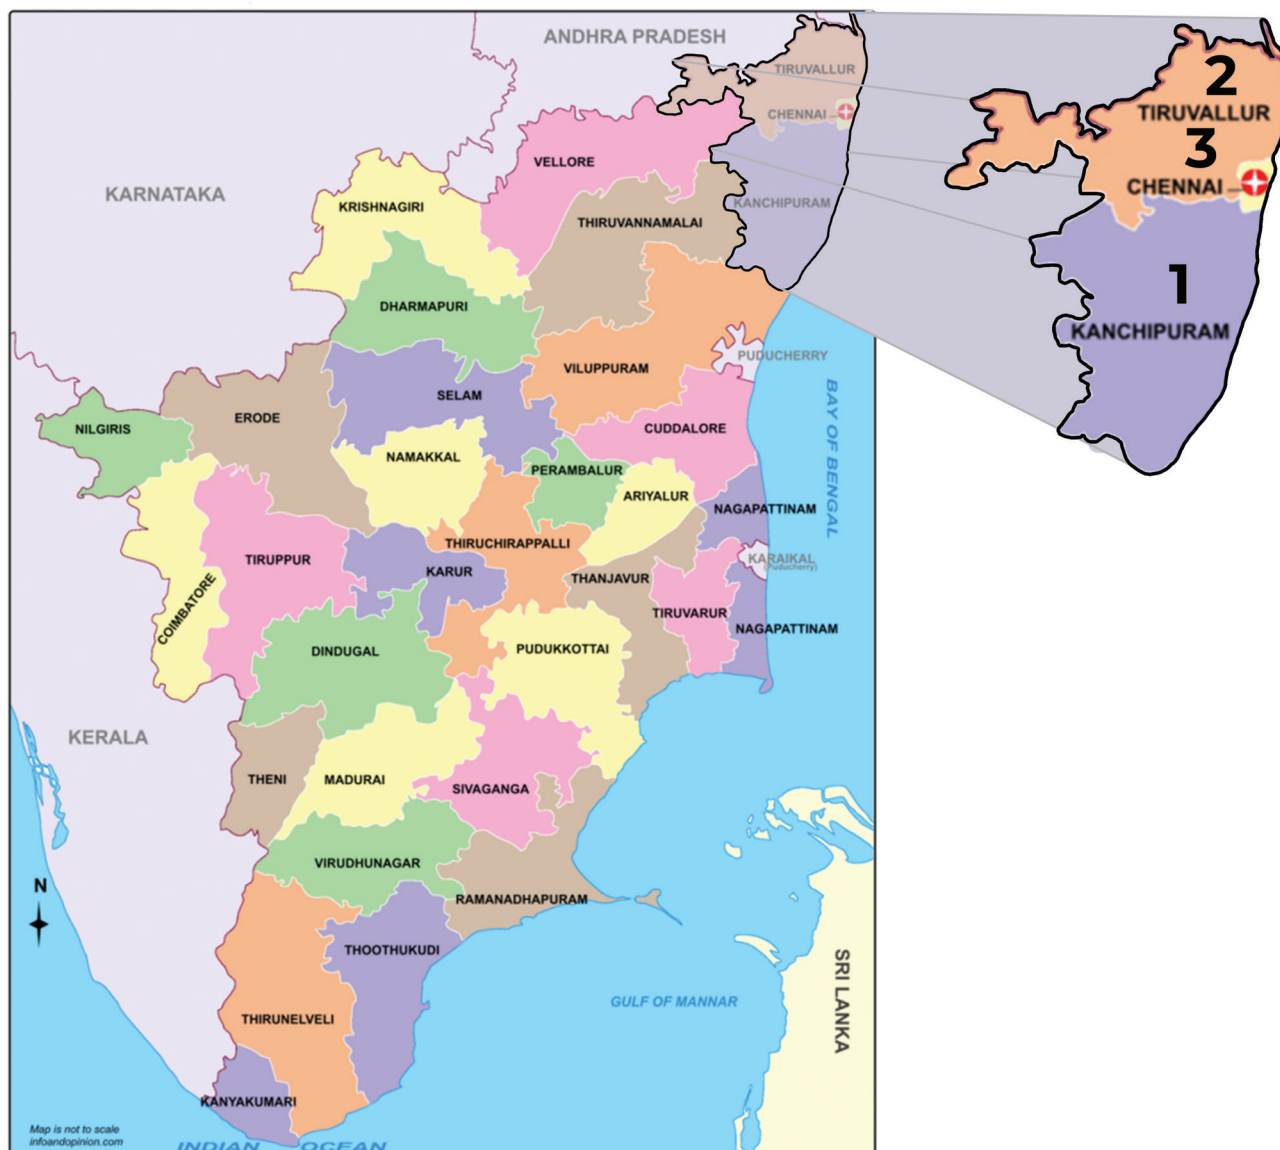 ANDHRA PRADESH
TIRUVALLUR
CHENNAI
KARNATAKA
VELLORE
KRISHNAGIRI
KANCHIPURAM
THIRUVANNAMALAI
DHARMAPURI
PUDUCHERRY
VILUPPURAM
SELAM
ERODE
NILGIRIS
CUDDALORE
BAY OF BENGAL
NAMAKKAL
PERAMBALUR
ARIYALUR
NAGAPATTINAM
THIRUCHIRAPPALLI
TIRUPPUR
KARUR
KARAIKAL
(Puducherry)
THANJAVUR
COIMBATORE
TIRUVARUR
NAGAPATTINAM
DINDUGAL
PUDUKKOTTAI
KERALA
THENI
MADURAI
SIVAGANGA
VIRUDHUNAGAR
N
RAMANADHAPURAM
THOOTHUKUDI
GULF OF MANNAR
SRI LANKA
THIRUNELVELI
KANYAKUMARI
Map is not to scale
infoandopinion.com
INDIAN OCEAN
2
TIRUVALLUR
3
CHENNAI
1
KANCHIPURAM